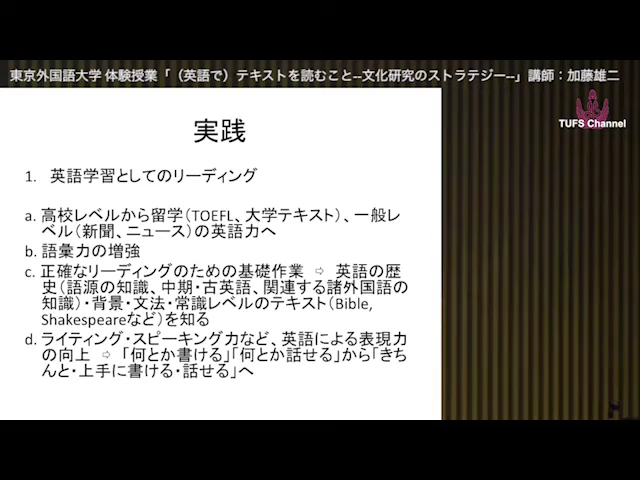 東京外国語大学 体験授業「（英語で）テキストを読むこと--文化研究のストラテジー--」講師：加藤雄二
TUFS Channel
実践
1. 英語学習としてのリーディング
a. 高校レベルから留学（TOEFL、大学テキスト）、一般レ
ベル（新聞、ニュース）の英語力へ
b. 語彙力の増強
c. 正確なリーディングのための基礎作業 ⇨ 英語の歴
史（語源の知識、中期・古英語、関連する諸外国語の
知識）・背景・文法・常識レベルのテキスト（Bible,
Shakespeareなど）を知る
d. ライティング・スピーキング力など、英語による表現力
の向上 ⇨ 「何とか書ける」「何とか話せる」から「きち
んと・上手に書ける・話せる」へ